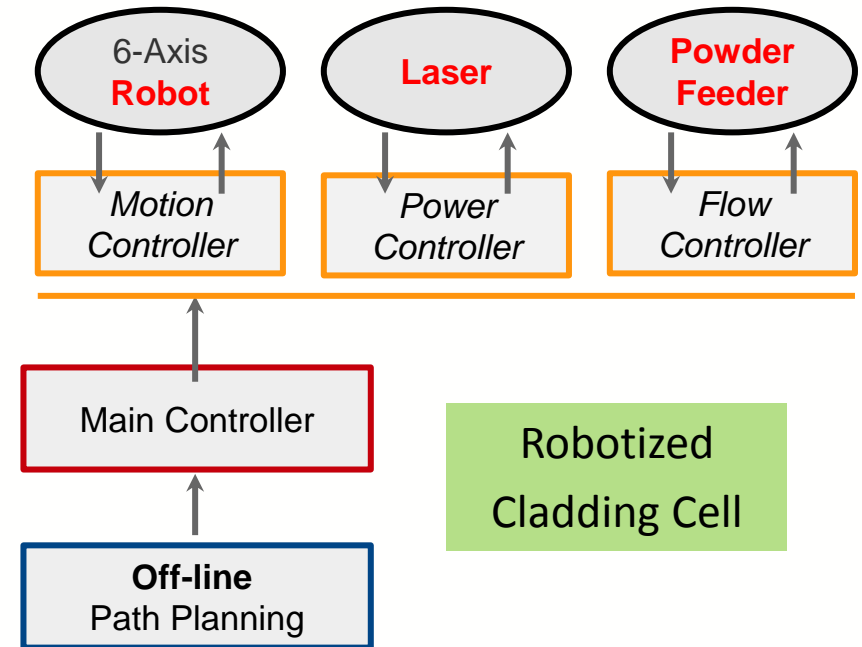 6-Axis
Robot
Laser
Powder
Feeder
Motion
Controller
Power
Controller
Flow
Controller
Main Controller
Robotized
Cladding Cell
Off-line
Path Planning